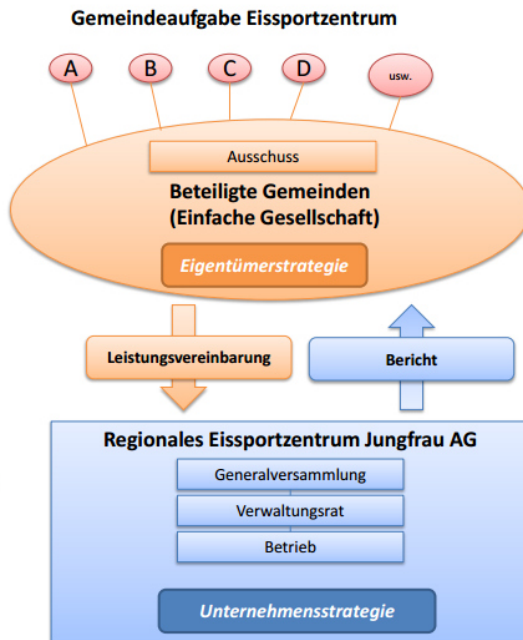 Gemeindeaufgabe Eissportzentrum
A
B
C
D
usw.
Ausschuss
Beteiligte Gemeinden
(Einfache Gesellschaft)
Eigentümerstrategie
Leistungsvereinbarung
Bericht
Regionales Eissportzentrum Jungfrau AG
Generalversammlung
Verwaltungsrat
Betrieb
Unternehmensstrategie